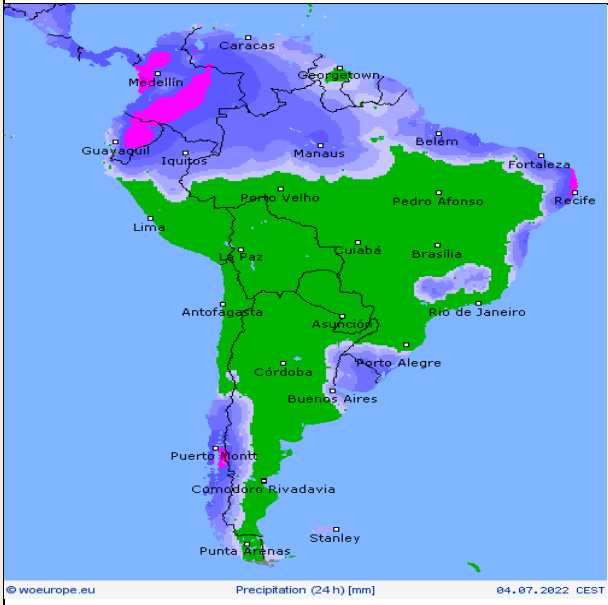 Caracas
Georgetown
Medellín
Guayaquil
Iquitos
Manaus
Belém
Fortaleza
Porto Velho
Pedro Afonso
Recife
Lima
La Paz
Cuiabá
Brasília
Antofagasta
Asunción
Rio de Janeiro
Córdoba
Porto Alegre
Buenos Aires
Puerto Montt
Comodoro Rivadavia
Stanley
Punta Arenas
© woeurope.eu Precipitation (24 h) [mm] 04.07.2022 CEST